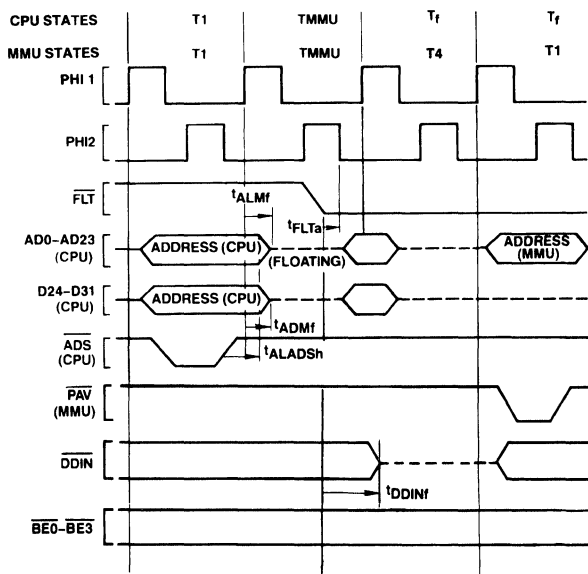 CPU STATES T1 TMMU Tf Tf
MMU STATES T1 TMMU T4 T1
PHI 1
PHI2
FLT
tALMf
tFLTa
AD0–AD23
(CPU)
ADDRESS (CPU)
(FLOATING)
ADDRESS
(MMU)
D24–D31
(CPU)
ADDRESS (CPU)
tADMf
ADS
(CPU)
tALADSh
PAV
(MMU)
DDIN
tDDINf
BE0–BE3